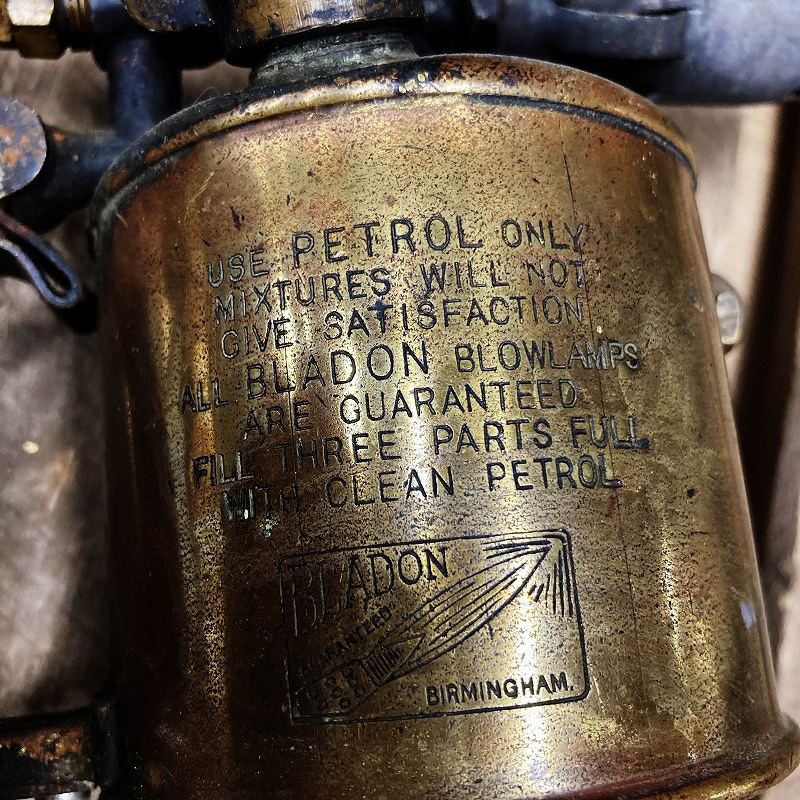 USE PETROL ONLY
MIXTURES WILL NOT
GIVE SATISFACTION
ALL BLADON BLOWLAMPS
ARE GUARANTEED
FILL THREE PARTS FULL
WITH CLEAN PETROL
BLADON
GUARANTEED
BIRMINGHAM.